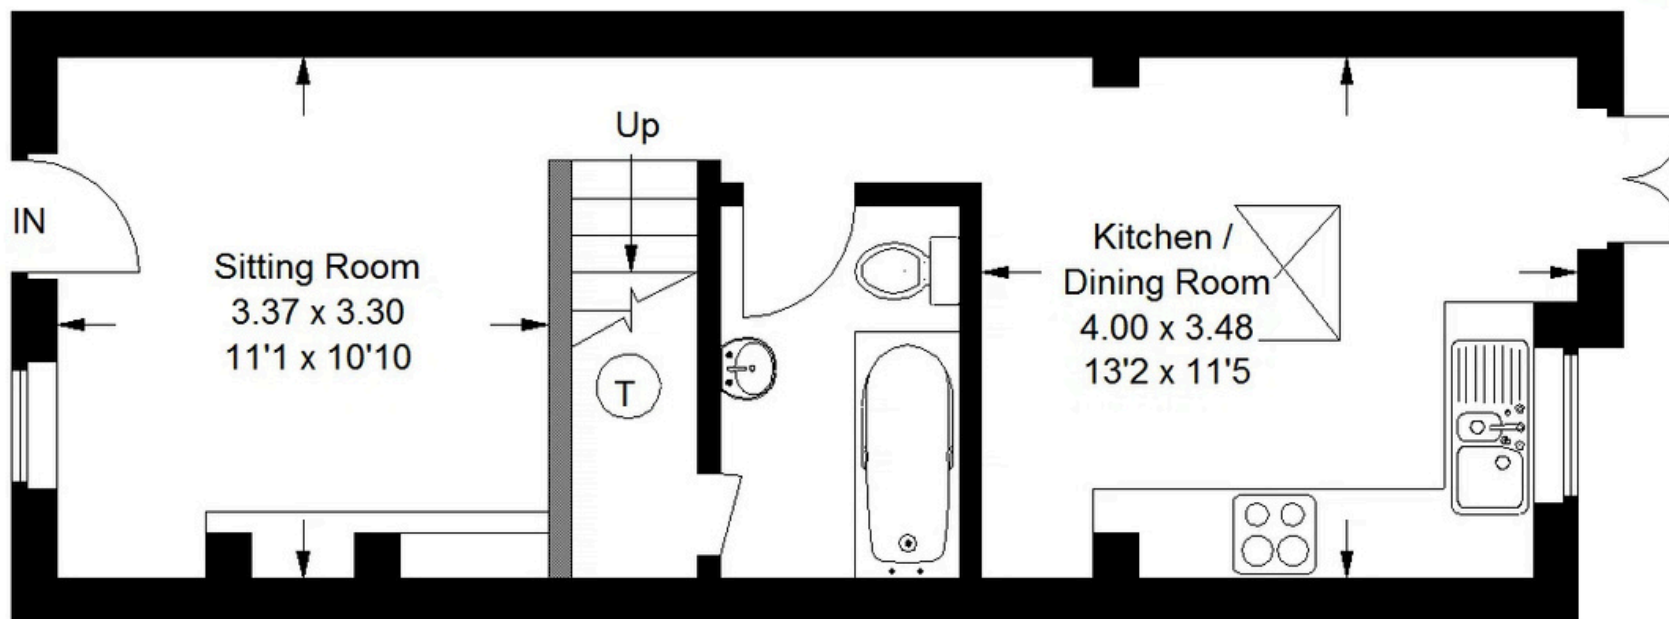 Up
IN
Sitting Room
3.37 x 3.30
11'1 x 10'10
T
Kitchen /
Dining Room
4.00 x 3.48
13'2 x 11'5